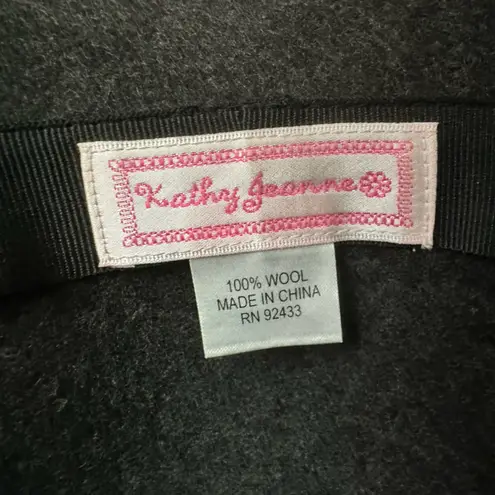 Kathy Jeanne
100% WOOL
MADE IN CHINA
RN 92433